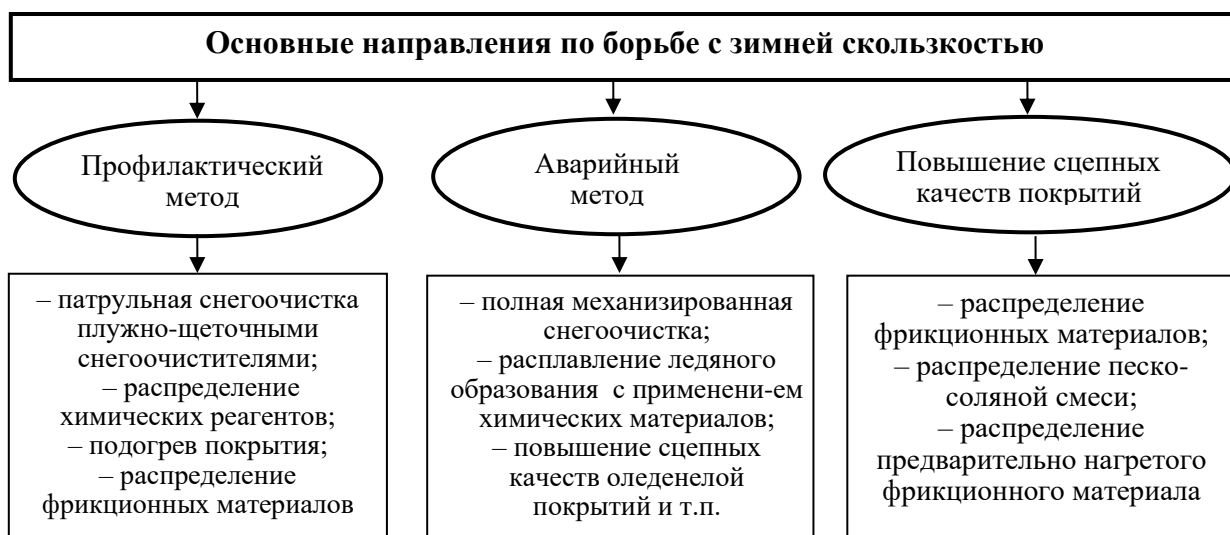 Основные направления по борьбе с зимней скользкостью
Профилактический
метод
Аварийный
метод
Повышение сцепных
качеств покрытий
– патрульная снегоочистка
плужно-щеточными
снегоочистителями;
– распределение
химических реагентов;
– подогрев покрытия;
– распределение
фрикционных материалов
– полная механизированная
снегоочистка;
– расплавление ледяного
образования с применени-ем
химических материалов;
– повышение сцепных
качеств оледенелой
покрытий и т.п.
– распределение
фрикционных материалов;
– распределение песко-
соляной смеси;
– распределение
предварительно нагретого
фрикционного материала